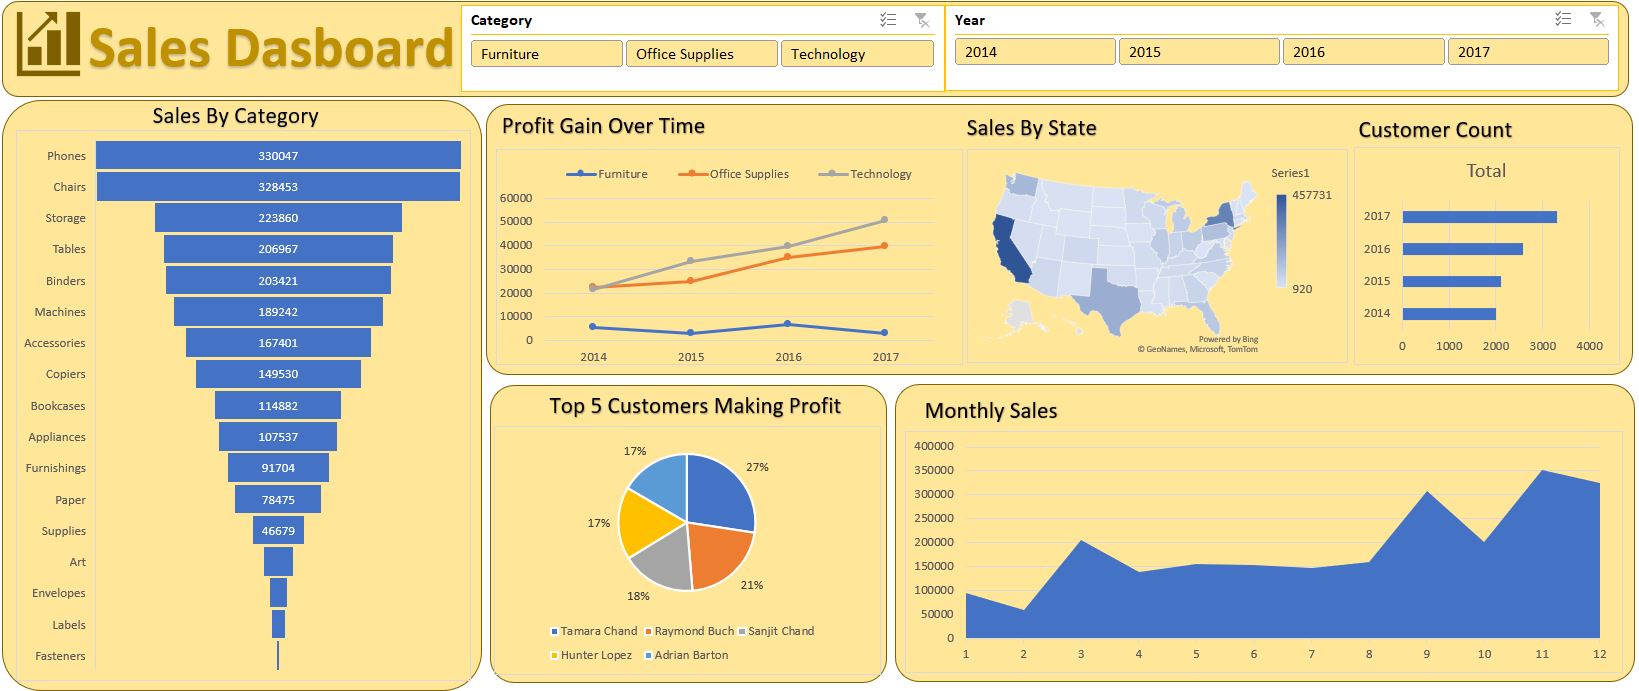 Sales Dasboard
Category
Furniture
Office Supplies
Technology
Year
2014
2015
2016
2017
Sales By Category
Phones 330047
Chairs 328453
Storage 223860
Tables 206967
Binders 203421
Machines 189242
Accessories 167401
Copiers 149530
Bookcases 114882
Appliances 107537
Furnishings 91704
Paper 78475
Supplies 46679
Art
Envelopes
Labels
Fasteners
Profit Gain Over Time
Furniture Office Supplies Technology
60000
50000
40000
30000
20000
10000
0
2014 2015 2016 2017
Sales By State
Series1
457731
920
Powered by Bing
© GeoNames, Microsoft, TomTom
Customer Count
Total
2017
2016
2015
2014
0 1000 2000 3000 4000
Top 5 Customers Making Profit
17%
27%
17%
21%
18%
Tamara Chand Raymond Buch Sanjit Chand
Hunter Lopez Adrian Barton
Monthly Sales
400000
350000
300000
250000
200000
150000
100000
50000
0
1 2 3 4 5 6 7 8 9 10 11 12